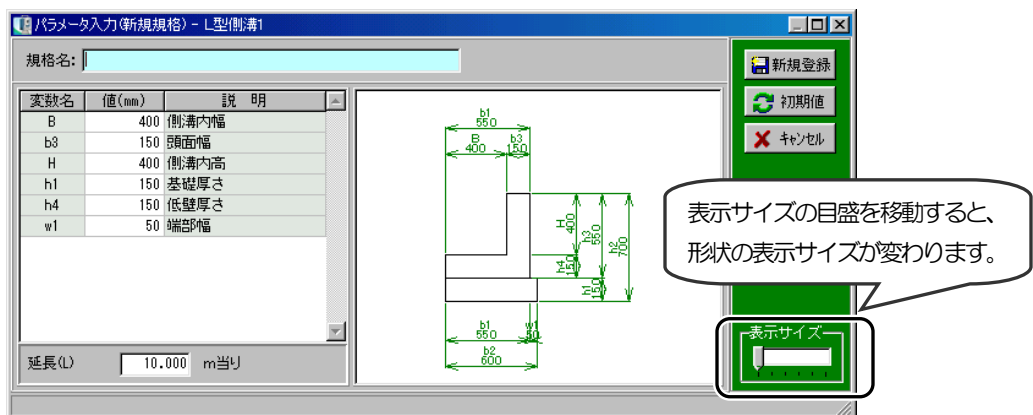 パラメータ入力(新規規格) - L型側溝1
規格名:
新規登録
初期値
キャンセル
変数名 値(mm) 説 明
B 400 側溝内幅
b3 150 頭面幅
H 400 側溝内高
h1 150 基礎厚さ
h4 150 低壁厚さ
w1 50 端部幅
b1
550
B
400
b3
150
H
400
h3
550
h2
700
h4
150
h1
150
b1
550
w1
50
b2
600
表示サイズの目盛を移動すると、
形状の表示サイズが変わります。
表示サイズ
延長(L) 10.000 m当り